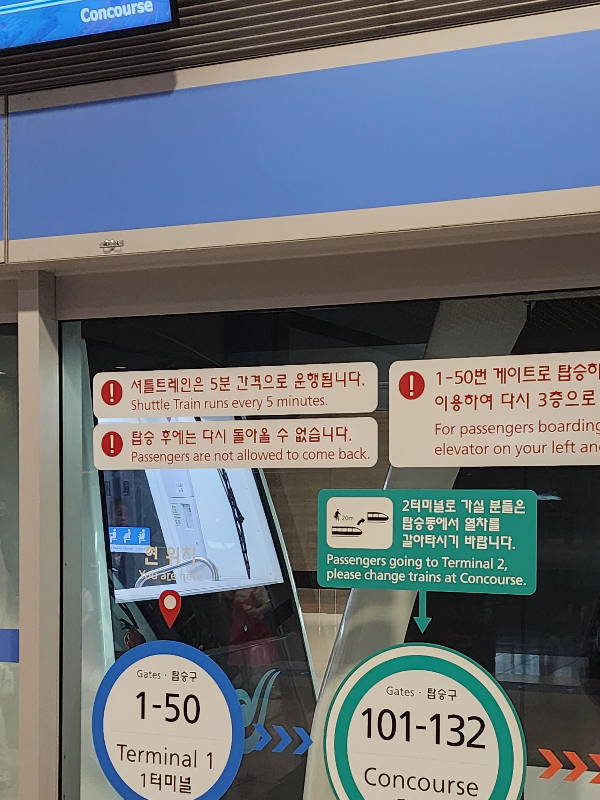 Concourse
셔틀트레인은 5분 간격으로 운행됩니다.
Shuttle Train runs every 5 minutes.
탑승 후에는 다시 돌아올 수 없습니다.
Passengers are not allowed to come back.
1-50번 게이트로 탑승하
이용하여 다시 3층으로
For passengers boarding
elevator on your left an
20m
2터미널로 가실 분들은
탑승동에서 열차를
갈아타시기 바랍니다.
Passengers going to Terminal 2,
please change trains at Concourse.
현 위치
You are here
Gates · 탑승구
1-50
Terminal 1
1터미널
Gates · 탑승구
101-132
Concourse